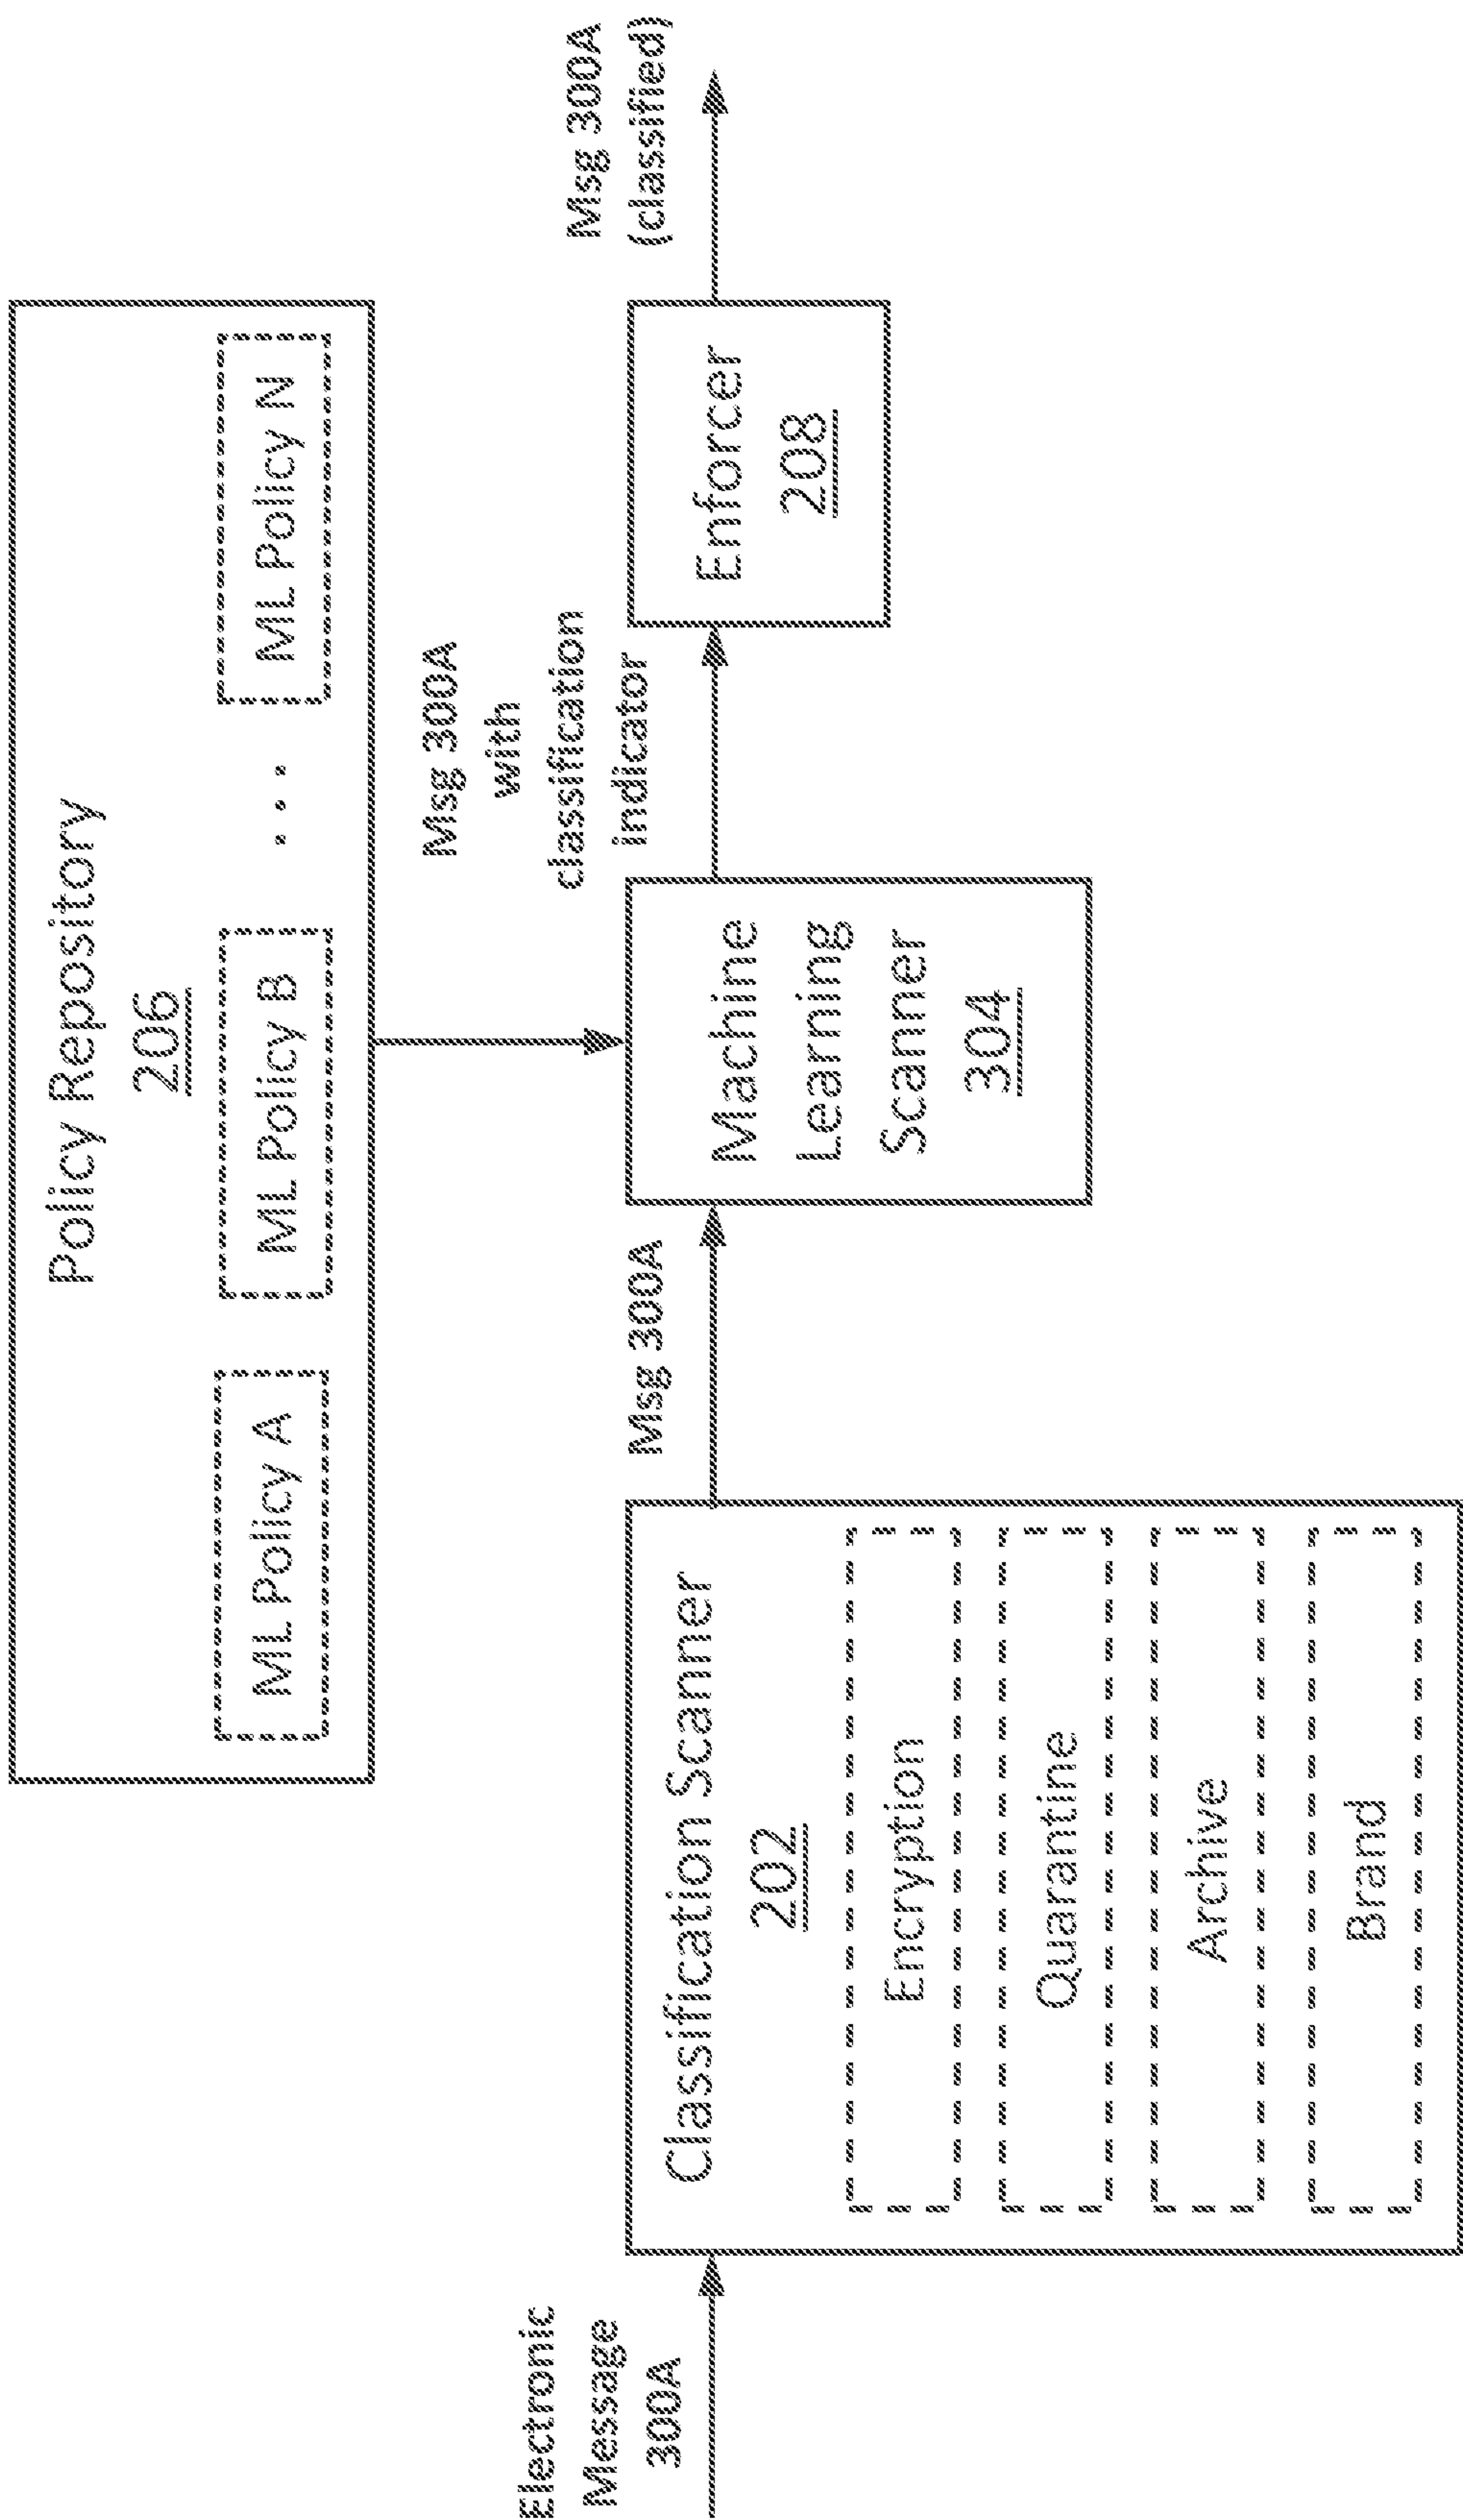 Policy Repository
206
ML Policy A
ML Policy B
. . .
ML Policy N
Electronic
Message
300A
Classification Scanner
202
Encryption
Quarantine
Archive
Brand
Msg 300A
Machine
Learning
Scanner
304
Msg 300A
with
classification
indicator
Enforcer
208
Msg 300A
(classified)